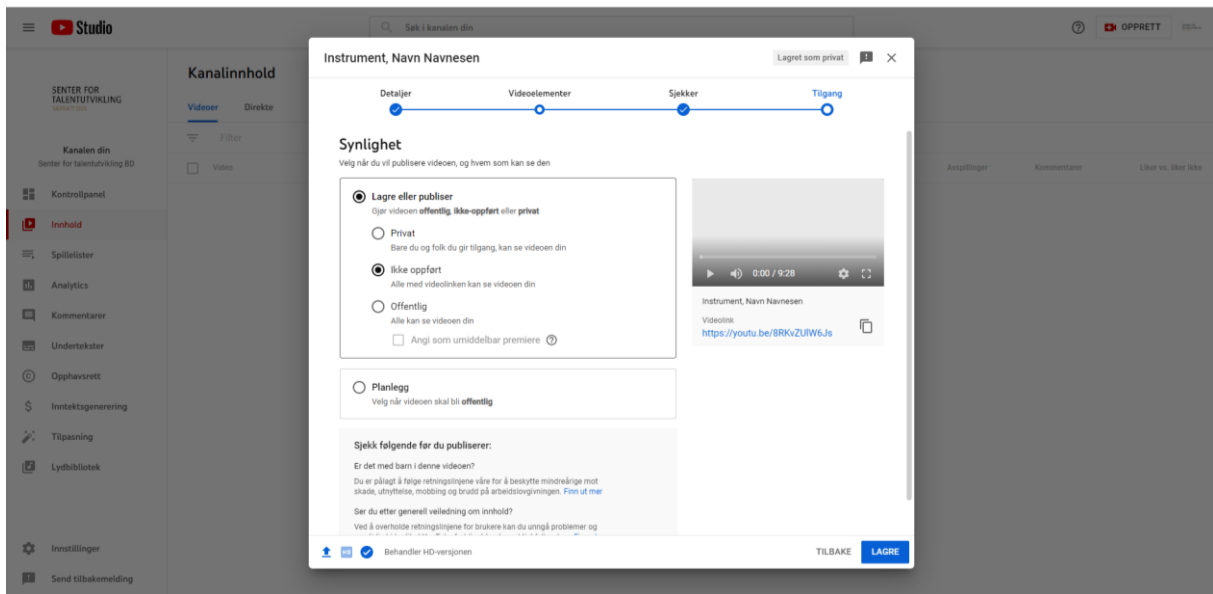 Studio
Søk i kanalen din
OPPRETT
SENTER FOR
TALENTUTVIKLING
Kanalen din
Senter for talentutvikling BD
Kontrollpanel
Innhold
Spillelister
Analytics
Kommentarer
Undertekster
Opphavsrett
Inntektsgenerering
Tilpasning
Lydbibliotek
Innstillinger
Send tilbakemelding
Kanalinnhold
Videoer Direkte
Filter
Video
Avspillinger Kommentarer Liker vs. liker ikke
Instrument, Navn Navnesen
Lagret som privat
Detaljer Videoelementer Sjekker Tilgang
Synlighet
Velg når du vil publisere videoen, og hvem som kan se den
Lagre eller publiser
Gjør videoen offentlig, ikke-oppført eller privat
Privat
Bare du og folk du gir tilgang, kan se videoen din
Ikke oppført
Alle med videolinken kan se videoen din
Offentlig
Alle kan se videoen din
Angi som umiddelbar premiere
Planlegg
Velg når videoen skal bli offentlig
0:00 / 9:28
Instrument, Navn Navnesen
Videolink
https://youtu.be/8RKvZUlW6Js
Sjekk følgende før du publiserer:
Er det med barn i denne videoen?
Du er pålagt å følge retningslinjene våre for å beskytte mindreårige mot
skade, utnyttelse, mobbing og brudd på arbeidslovgivningen. Finn ut mer
Ser du etter generell veiledning om innhold?
Ved å overholde retningslinjene for brukere kan du unngå problemer og
Behandler HD-versjonen
TILBAKE LAGRE